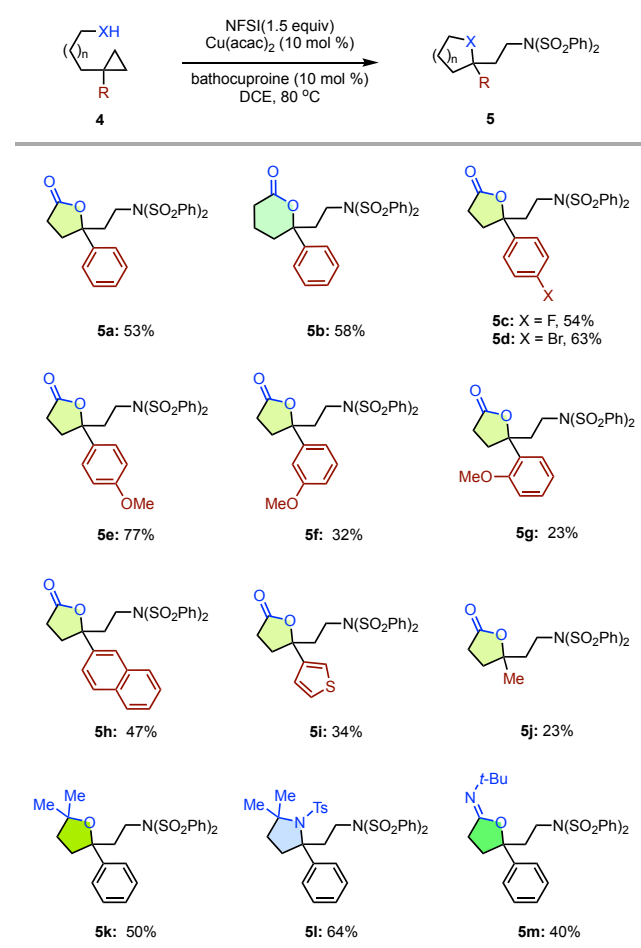 XH
( )n
R
4
NFSI(1.5 equiv)
Cu(acac)2 (10 mol %)
bathocuproine (10 mol %)
DCE, 80 °C
X
( )n
R
N(SO2Ph)2
5
O
O
N(SO2Ph)2
5a: 53%
O
O
N(SO2Ph)2
5b: 58%
O
O
N(SO2Ph)2
X
5c: X = F, 54%
5d: X = Br, 63%
O
O
N(SO2Ph)2
OMe
5e: 77%
O
O
N(SO2Ph)2
MeO
5f: 32%
O
O
N(SO2Ph)2
MeO
5g: 23%
O
O
N(SO2Ph)2
5h: 47%
O
O
N(SO2Ph)2
S
5i: 34%
O
O
N(SO2Ph)2
Me
5j: 23%
Me
Me
O
N(SO2Ph)2
5k: 50%
Me
Me
Ts
N
N(SO2Ph)2
5l: 64%
t-Bu
N
O
N(SO2Ph)2
5m: 40%